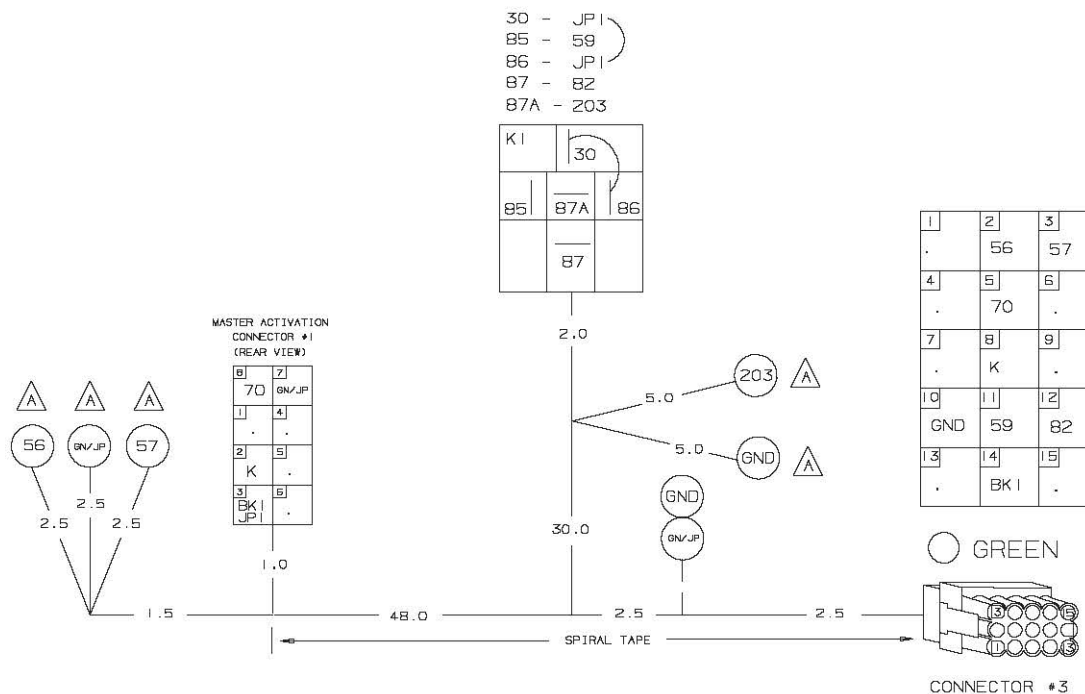 30 - JP1
85 - 59
86 - JP1
87 - 82
87A - 203
K1
30
85
87A
86
87
2.0
MASTER ACTIVATION
CONNECTOR #1
(REAR VIEW)
8 7
70 GN/JP
1 4
. .
2 5
K .
3 6
BK1 .
JP1
1.0
A A A
56 GN/JP 57
2.5 2.5 2.5
1.5
48.0
30.0
5.0
203 A
5.0
GND A
GND
GN/JP
2.5
2.5
SPIRAL TAPE
1 2 3
. 56 57
4 5 6
. 70 .
7 8 9
. K .
10 11 12
GND 59 82
13 14 15
. BK1 .
GREEN
3 15
1 13
CONNECTOR #3